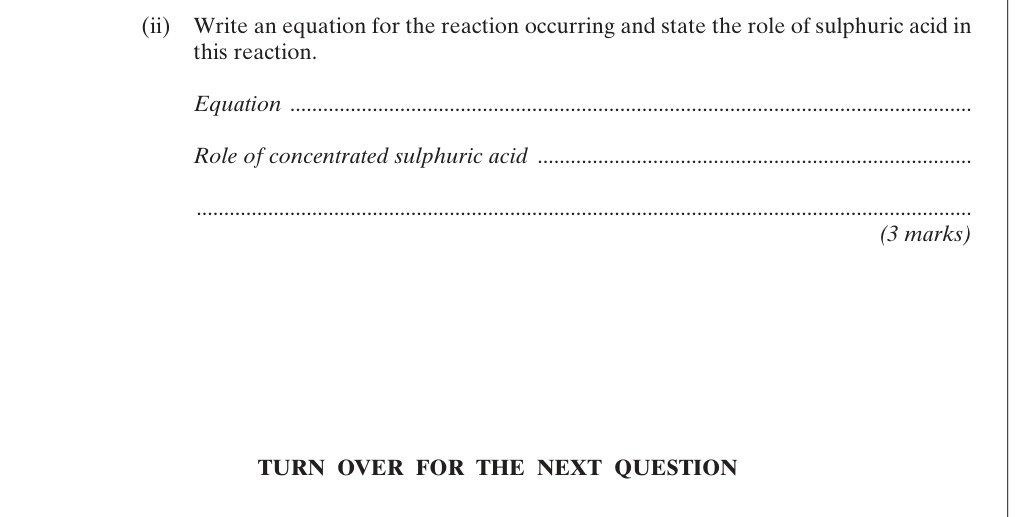 (ii) Write an equation for the reaction occurring and state the role of sulphuric acid in
this reaction.
Equation ............................................................................................................................
Role of concentrated sulphuric acid ...............................................................................
.............................................................................................................................................
(3 marks)
TURN OVER FOR THE NEXT QUESTION